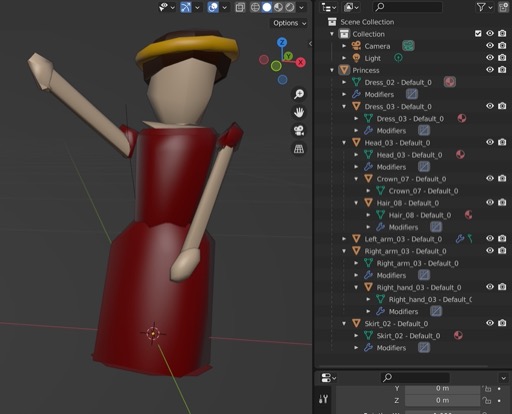 Options
Z
X
Scene Collection
Collection
Camera
Light
Princess
Dress_02 - Default_0
Modifiers
Dress_03 - Default_0
Dress_03 - Default_0
Modifiers
Head_03 - Default_0
Head_03 - Default_0
Modifiers
Crown_07 - Default_0
Crown_07 - Default_0
Hair_08 - Default_0
Hair_08 - Default_0
Modifiers
Left_arm_03 - Default_0
Right_arm_03 - Default_0
Right_arm_03 - Default_0
Modifiers
Right_hand_03 - Default_0
Right_hand_03 - Default_0
Modifiers
Skirt_02 - Default_0
Skirt_02 - Default_0
Modifiers
Y 0 m
Z 0 m